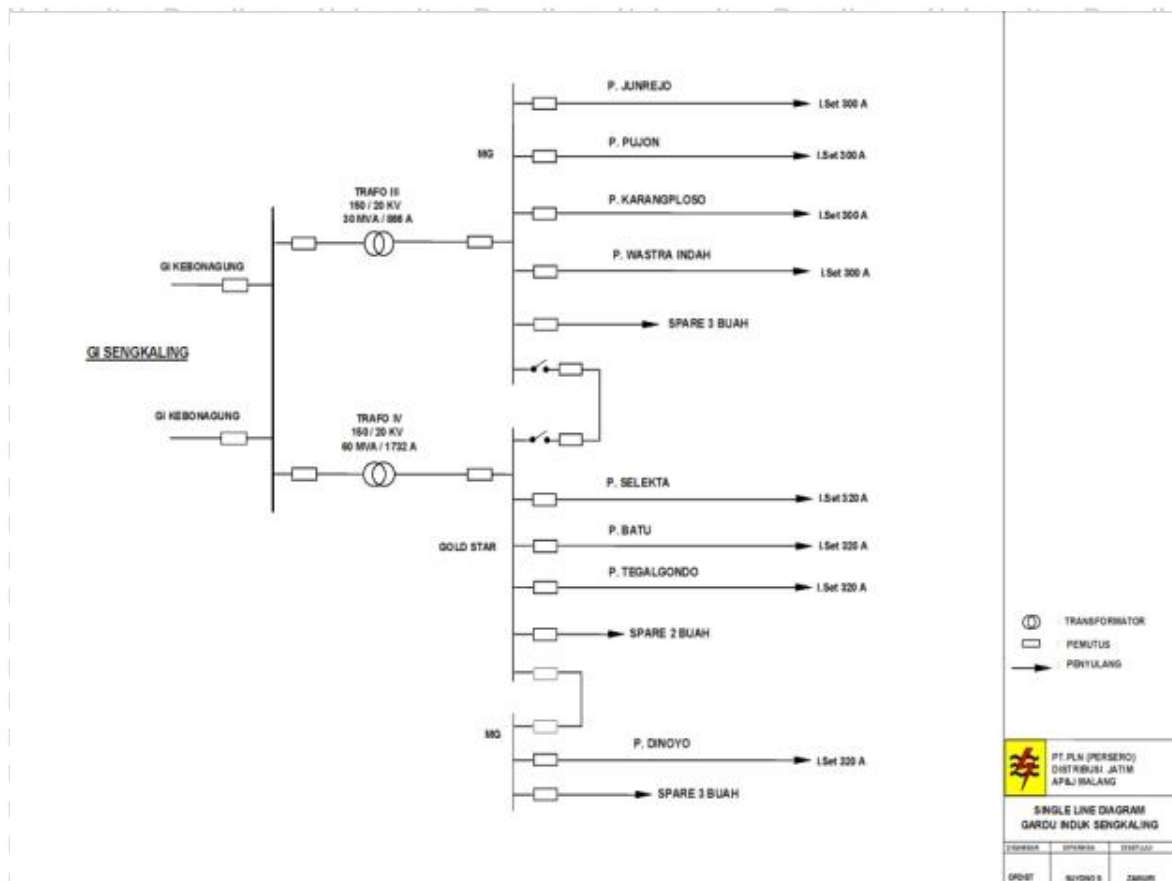 P. JUNREJO
I.Set 300 A
MG
P. PUJON
I.Set 300 A
TRAFO III
150 / 20 KV
30 MVA / 866 A
P. KARANGPLOSO
I.Set 300 A
P. WASTRA INDAH
I.Set 300 A
GI KEBONAGUNG
SPARE 3 BUAH
GI SENGKALING
GI KEBONAGUNG
TRAFO IV
150 / 20 KV
60 MVA / 1732 A
P. SELEKTA
I.Set 320 A
GOLD STAR
P. BATU
I.Set 320 A
P. TEGALGONDO
I.Set 320 A
SPARE 2 BUAH
MG
P. DINOYO
I.Set 320 A
SPARE 3 BUAH
TRANSFORMATOR
: PEMUTUS
: PENYULANG
PT. PLN (PERSERO)
DISTRIBUSI JATIM
AP&J MALANG
SINGLE LINE DIAGRAM
GARDU INDUK SENGKALING